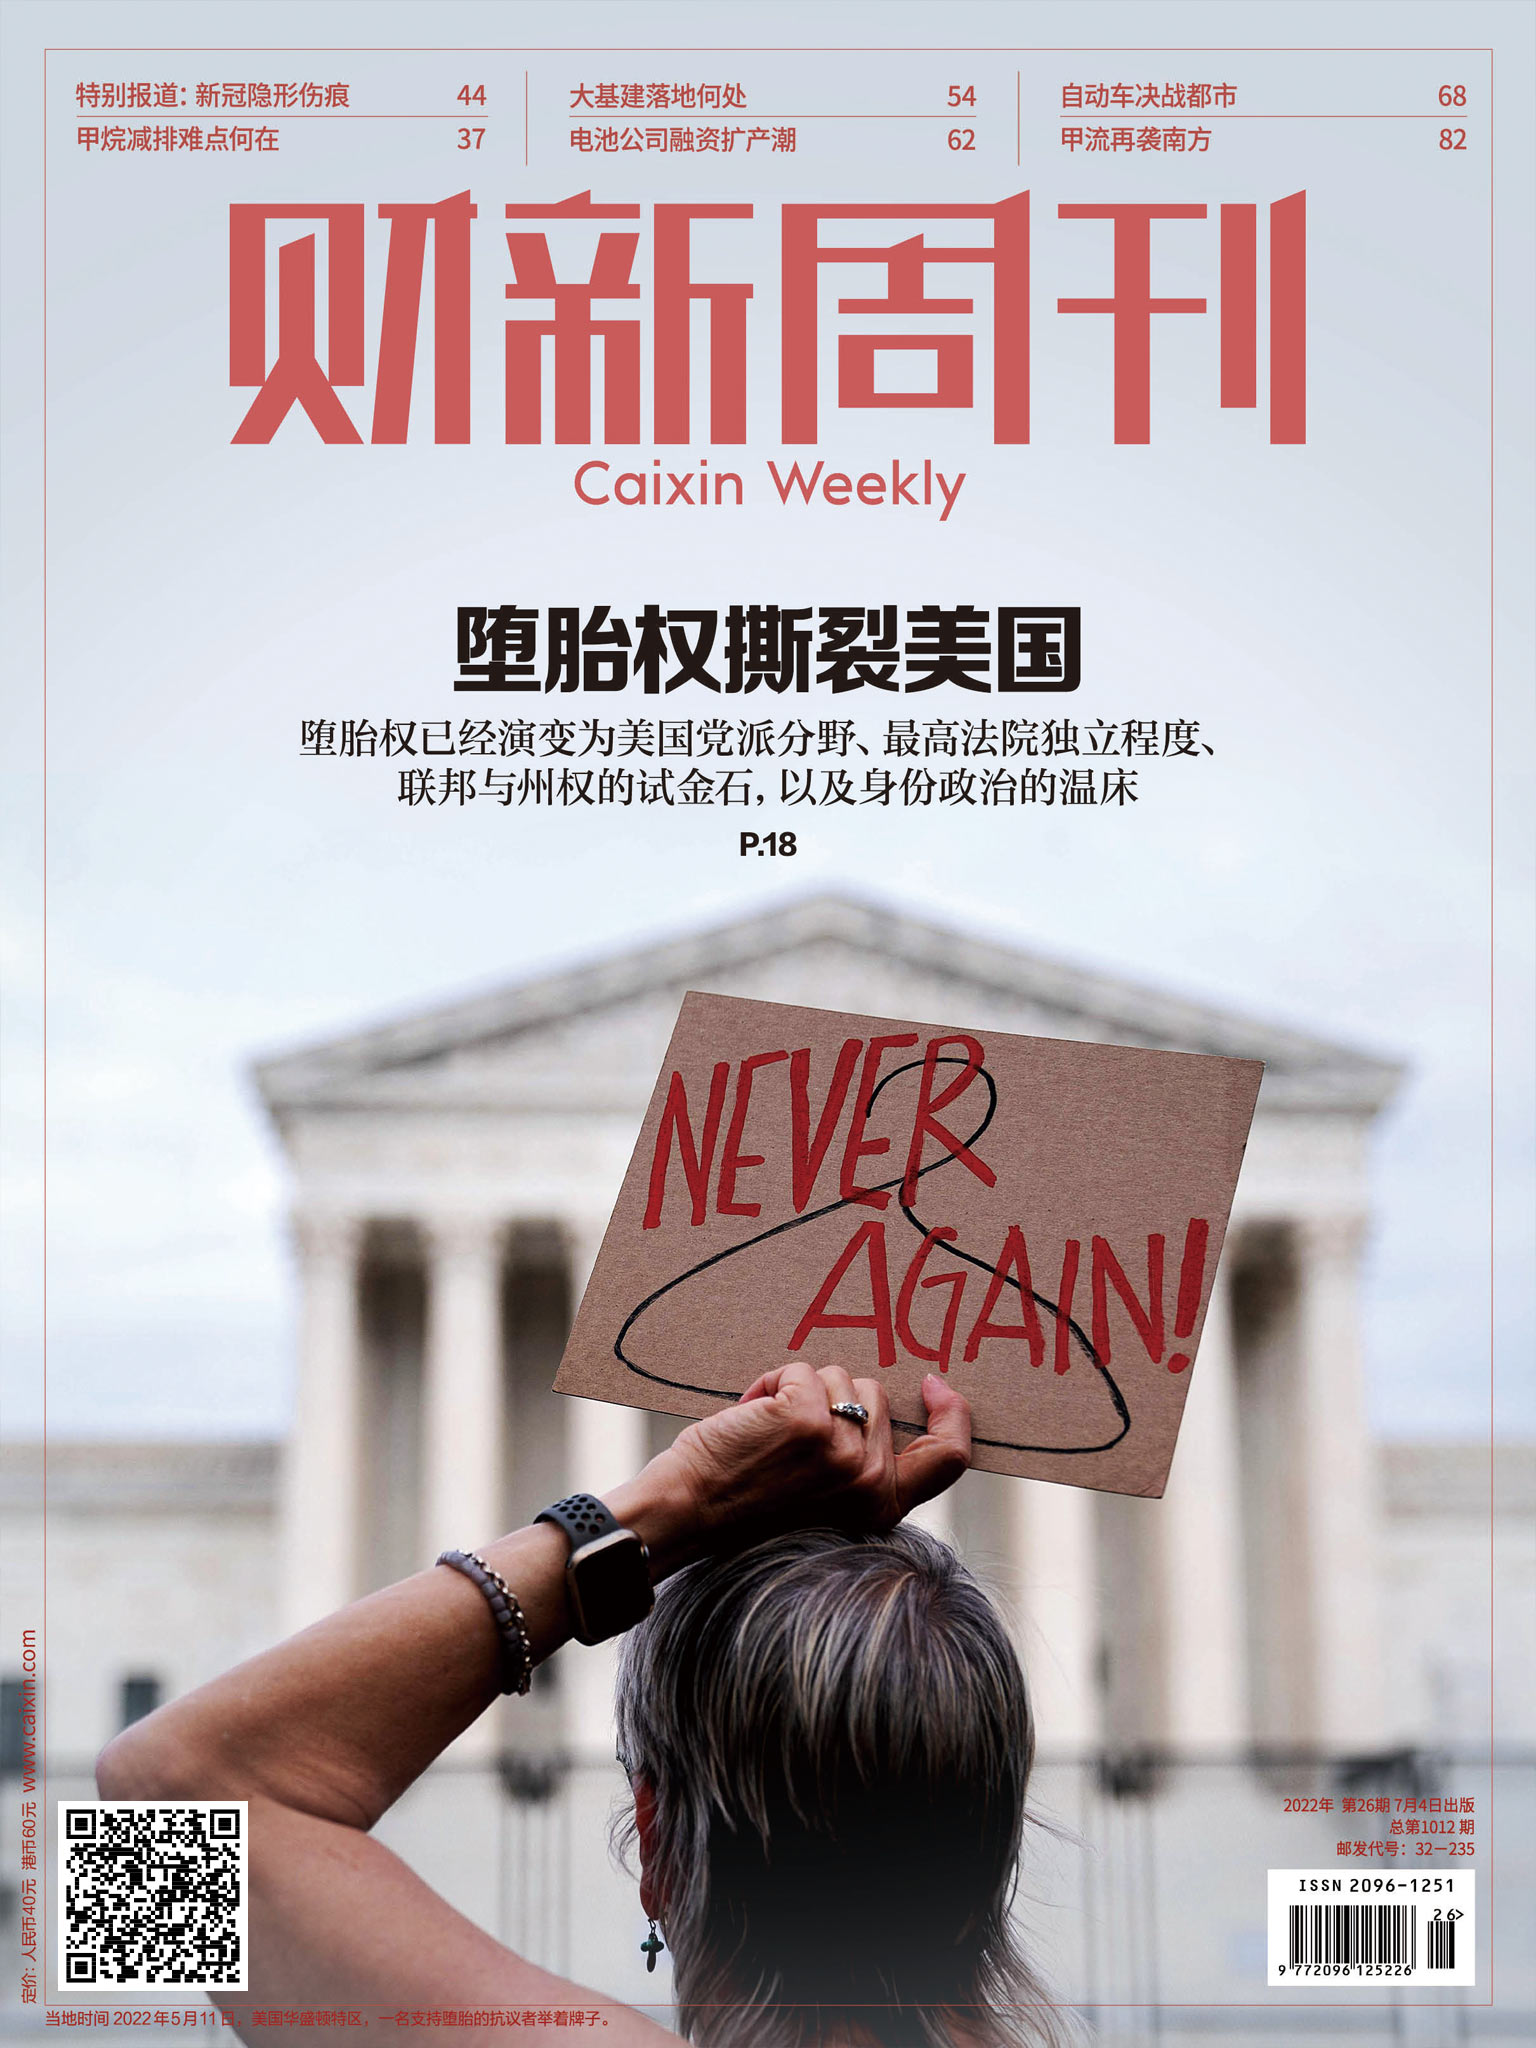 特别报道：新冠隐形伤痕 44
甲烷减排难点何在 37
大基建落地何处 54
电池公司融资扩产潮 62
自动车决战都市 68
甲流再袭南方 82
财新周刊
Caixin Weekly
堕胎权撕裂美国
堕胎权已经演变为美国党派分野、最高法院独立程度、
联邦与州权的试金石，以及身份政治的温床
P.18
NEVER
AGAIN!
定价：人民币40元 港币60元 www.caixin.com
2022年 第26期 7月4日出版
总第1012 期
邮发代号：32－235
ISSN 2096-1251
26>
9 772096 125226
当地时间 2022年5月11日，美国华盛顿特区，一名支持堕胎的抗议者举着牌子。